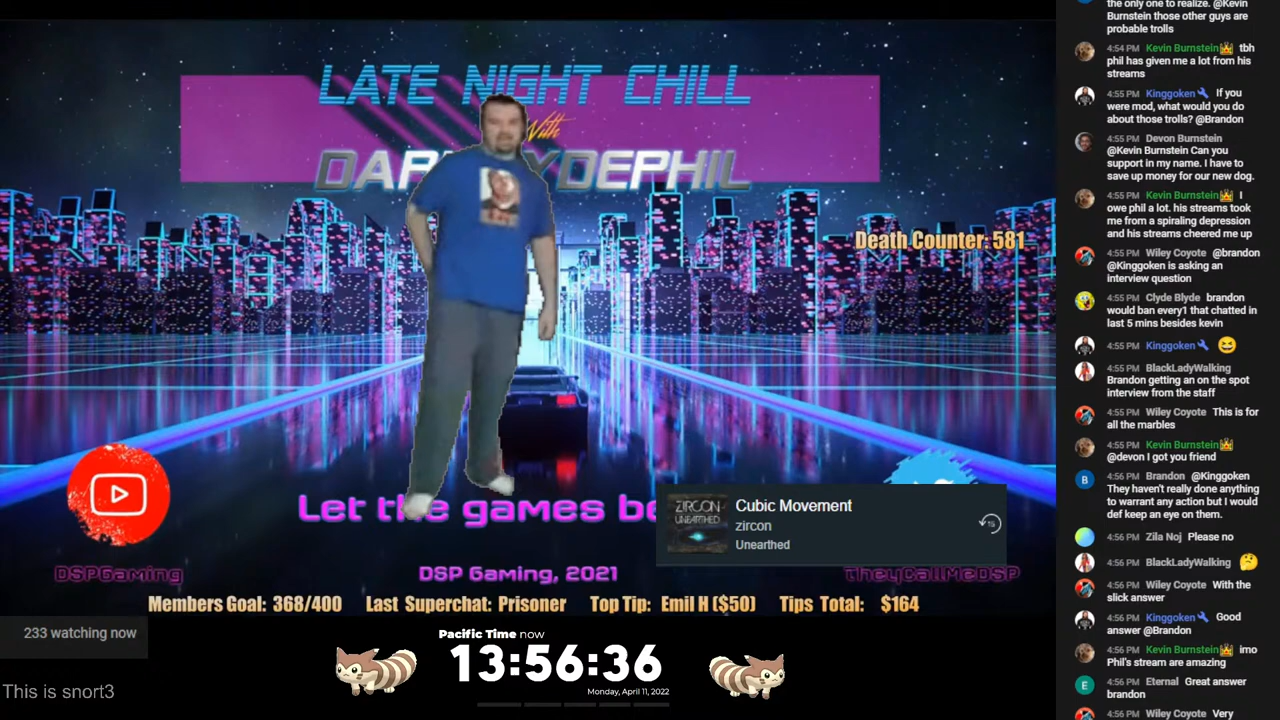 LATE NIGHT CHILL
With
DAR YDEPHIL
Death Counter: 581
Let the games be
DSP Gaming, 2021
DSPGaming
TheyCallMeDSP
ZIRCON
UNEARTHED
Cubic Movement
zircon
Unearthed
15
Members Goal: 368/400 Last Superchat: Prisoner Top Tip: Emil H ($50) Tips Total: $164
233 watching now
This is snort3
Pacific Time now
13:56:36
Monday, April 11, 2022
the only one to realize. @Kevin
Burnstein those other guys are
probable trolls
4:54 PM Kevin Burnstein tbh
phil has given me a lot from his
streams
4:55 PM Kinggoken If you
were mod, what would you do
about those trolls? @Brandon
4:55 PM Devon Burnstein
@Kevin Burnstein Can you
support in my name. I have to
save up money for our new dog.
4:55 PM Kevin Burnstein I
owe phil a lot. his streams took
me from a spiraling depression
and his streams cheered me up
4:55 PM Wiley Coyote @brandon
@Kinggoken is asking an
interview question
4:55 PM Clyde Blyde brandon
would ban every1 that chatted in
last 5 mins besides kevin
4:55 PM Kinggoken
4:55 PM BlackLadyWalking
Brandon getting an on the spot
interview from the staff
4:55 PM Wiley Coyote This is for
all the marbles
4:55 PM Kevin Burnstein
@devon I got you friend
B
4:56 PM Brandon @Kinggoken
They haven't really done anything
to warrant any action but I would
def keep an eye on them.
4:56 PM Zila Noj Please no
4:56 PM BlackLadyWalking
4:56 PM Wiley Coyote With the
slick answer
4:56 PM Kinggoken Good
answer @Brandon
4:56 PM Kevin Burnstein imo
Phil's stream are amazing
E
4:56 PM Eternal Great answer
brandon
4:56 PM Wiley Coyote Very